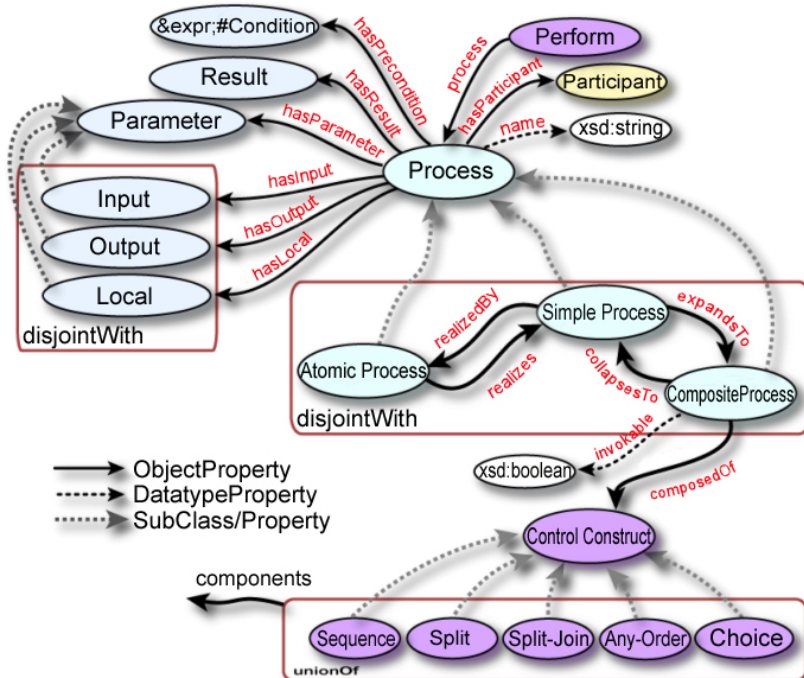 &expr;#Condition
Perform
Result
Participant
Parameter
xsd:string
Process
hasPrecondition
hasResult
hasParameter
process
hasParticipant
name
hasInput
hasOutput
hasLocal
Input
Output
Local
disjointWith
Simple Process
realizedBy
realizes
expandsTo
collapsesTo
Atomic Process
CompositeProcess
disjointWith
invokable
xsd:boolean
composedOf
ObjectProperty
DatatypeProperty
SubClass/Property
Control Construct
components
Sequence
Split
Split-Join
Any-Order
Choice
unionOf